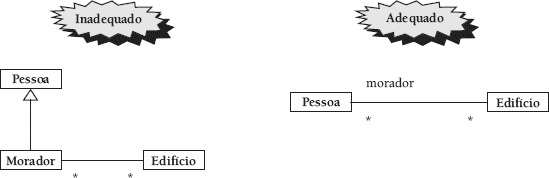 Inadequado
Pessoa
Morador
Edifício
*
*
Adequado
morador
Pessoa
Edifício
*
*